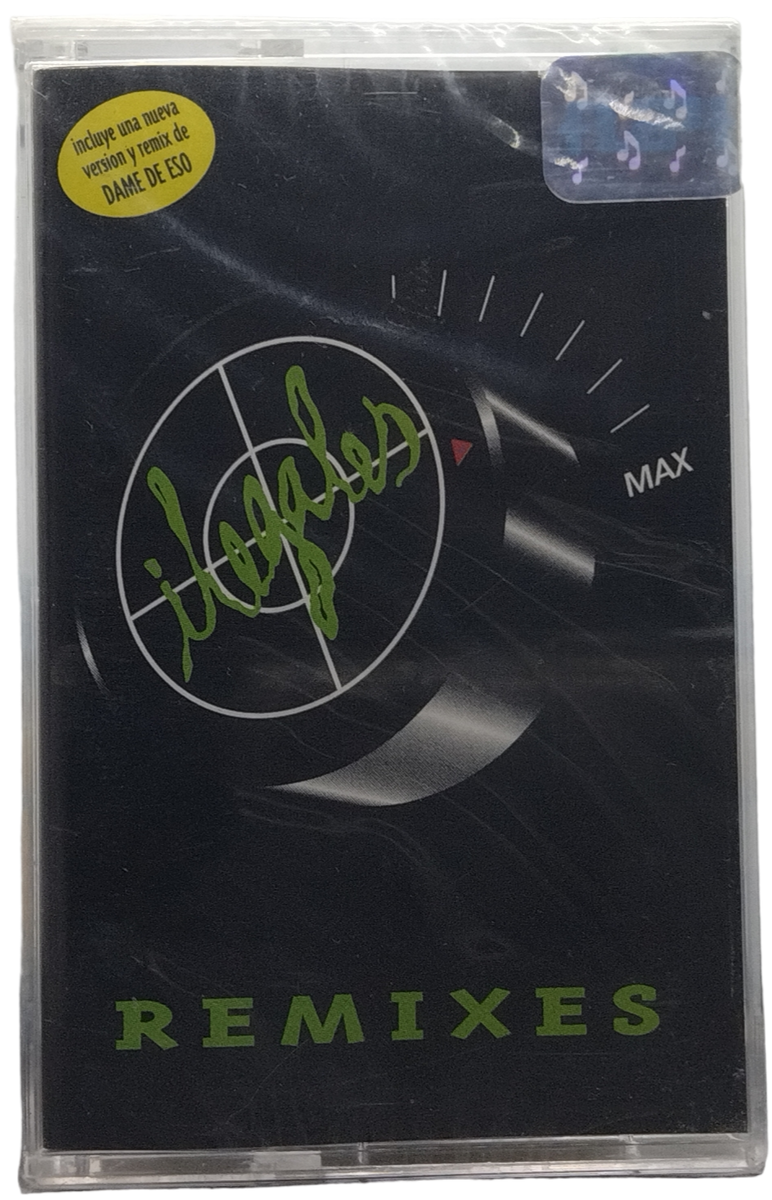 incluye una nueva
version y remix de
DAME DE ESO
MAX
ilegales
REMIXES